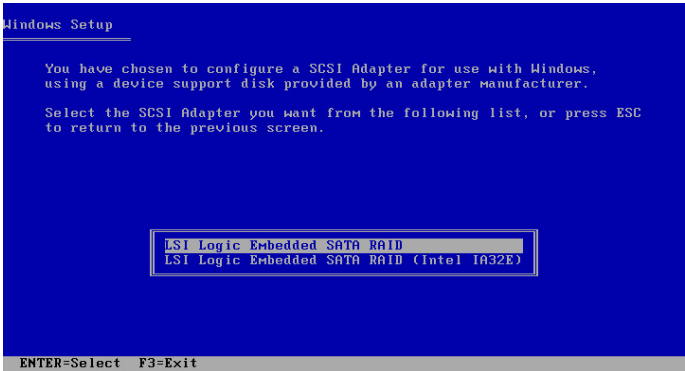 Windows Setup
You have chosen to configure a SCSI Adapter for use with Windows,
using a device support disk provided by an adapter manufacturer.
Select the SCSI Adapter you want from the following list, or press ESC
to return to the previous screen.
LSI Logic Embedded SATA RAID
LSI Logic Embedded SATA RAID (Intel IA32E)
ENTER=Select F3=Exit